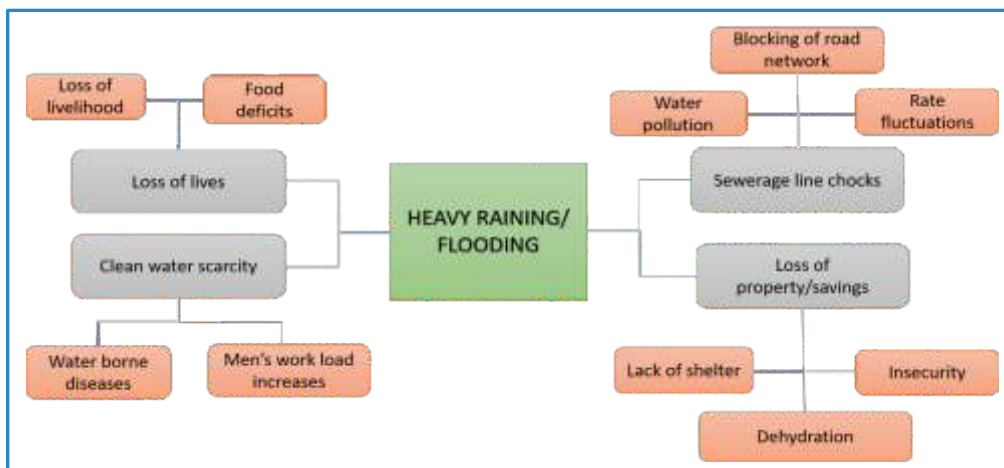 Blocking of road
network
Loss of
livelihood
Food
deficits
Water
pollution
Rate
fluctuations
Loss of lives
Sewerage line chocks
HEAVY RAINING/
FLOODING
Clean water scarcity
Loss of
property/savings
Water borne
diseases
Men's work load
increases
Lack of shelter
Insecurity
Dehydration